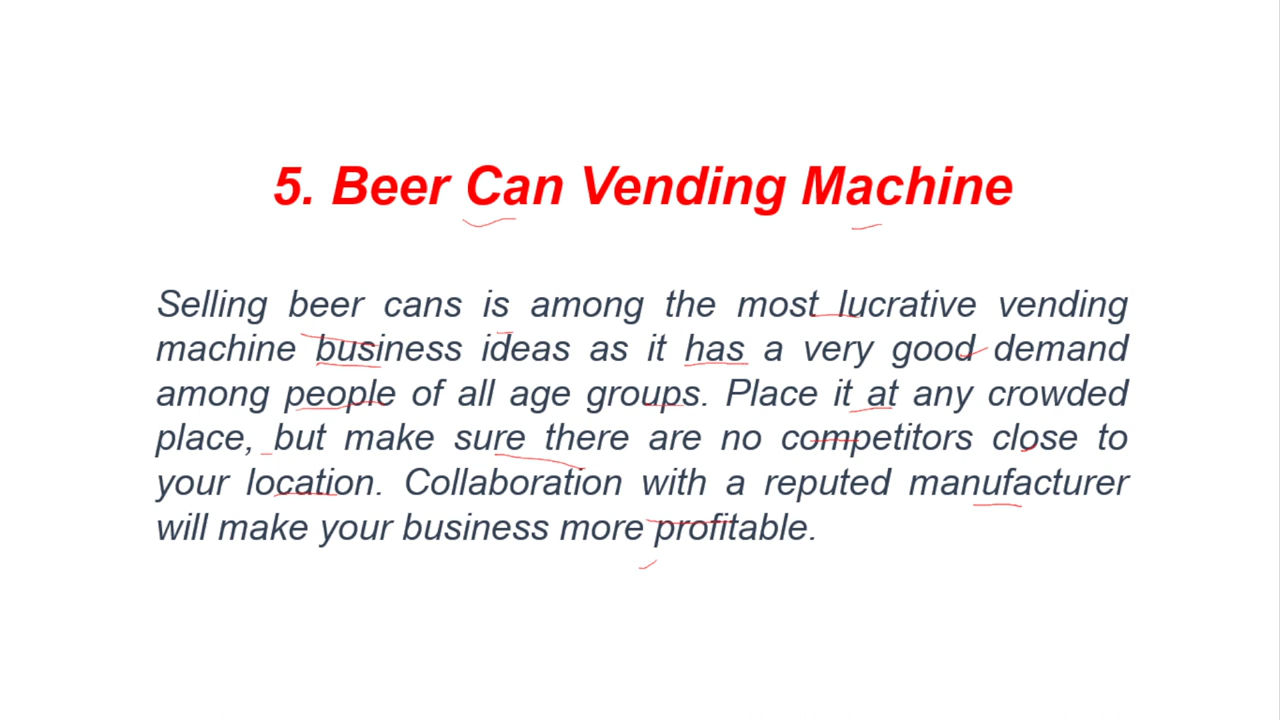 5. Beer Can Vending Machine
Selling beer cans is among the most lucrative vending
machine business ideas as it has a very good demand
among people of all age groups. Place it at any crowded
place, but make sure there are no competitors close to
your location. Collaboration with a reputed manufacturer
will make your business more profitable.